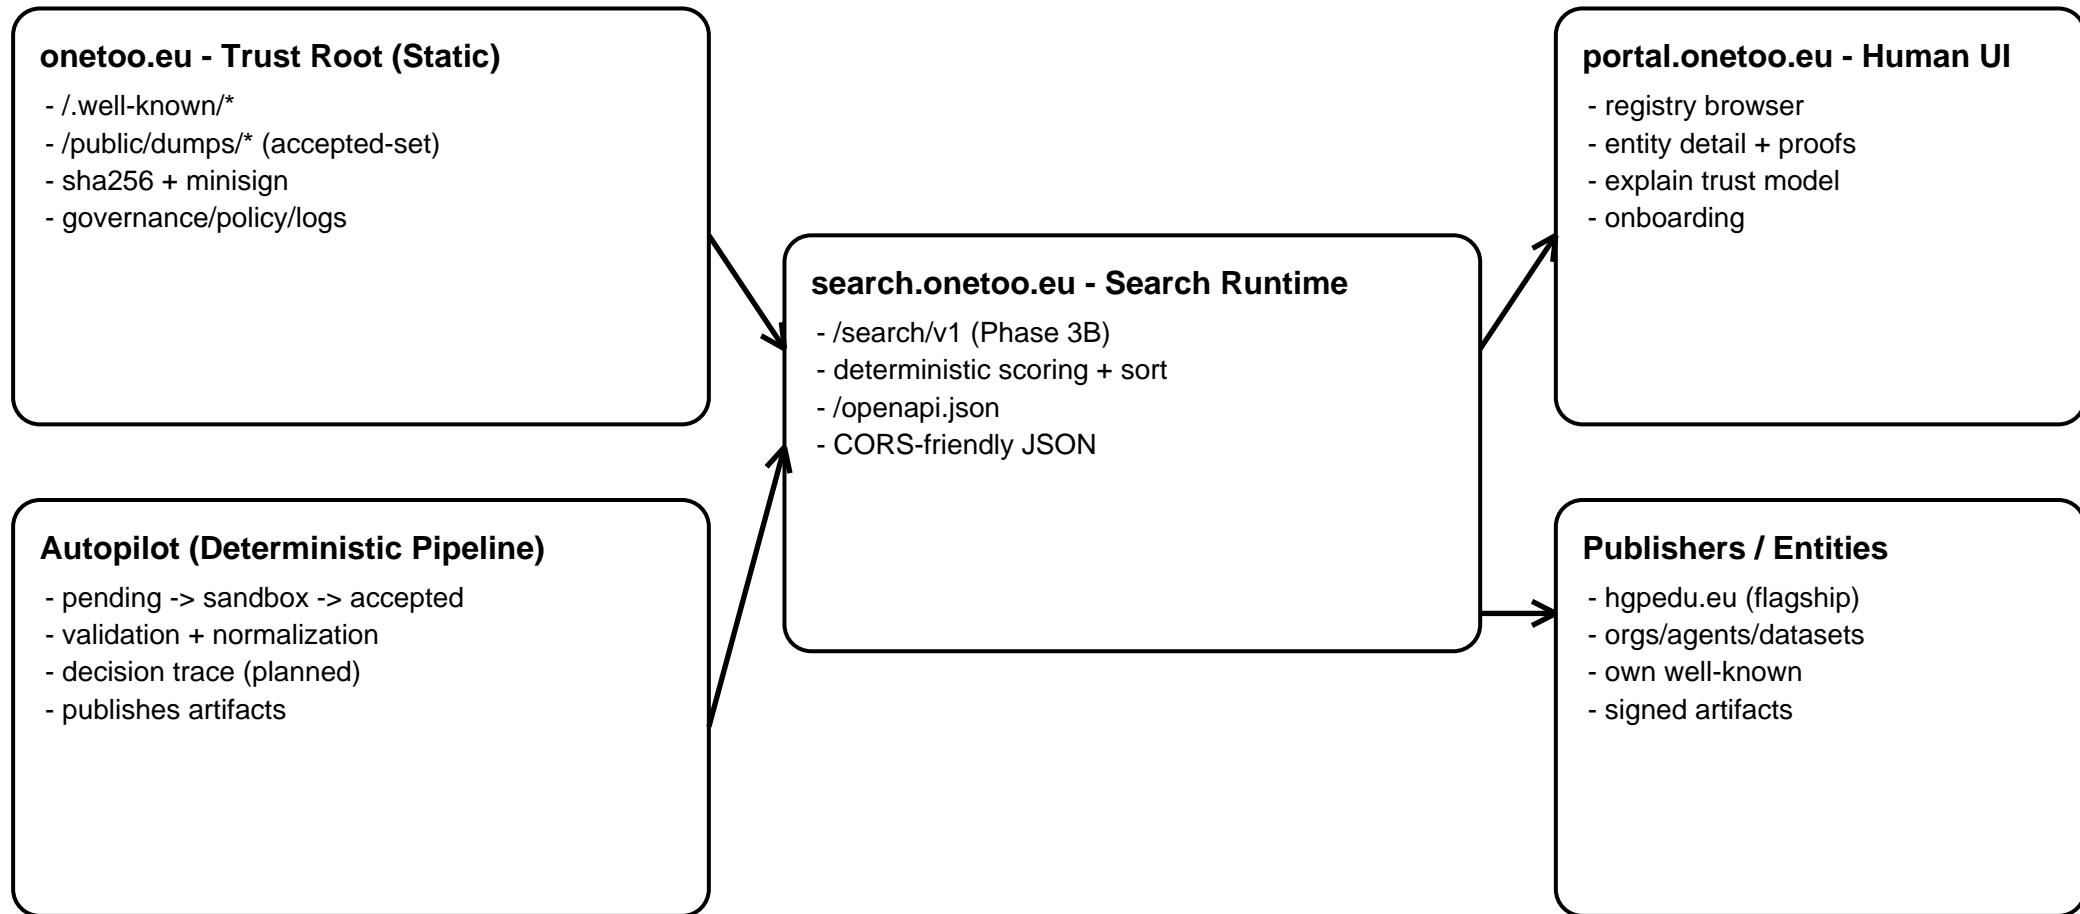 onetoo.eu - Trust Root (Static)
- /.well-known/*
- /public/dumps/* (accepted-set)
- sha256 + minisign
- governance/policy/logs
Autopilot (Deterministic Pipeline)
- pending -> sandbox -> accepted
- validation + normalization
- decision trace (planned)
- publishes artifacts
search.onetoo.eu - Search Runtime
- /search/v1 (Phase 3B)
- deterministic scoring + sort
- /openapi.json
- CORS-friendly JSON
portal.onetoo.eu - Human UI
- registry browser
- entity detail + proofs
- explain trust model
- onboarding
Publishers / Entities
- hgpedu.eu (flagship)
- orgs/agents/datasets
- own well-known
- signed artifacts